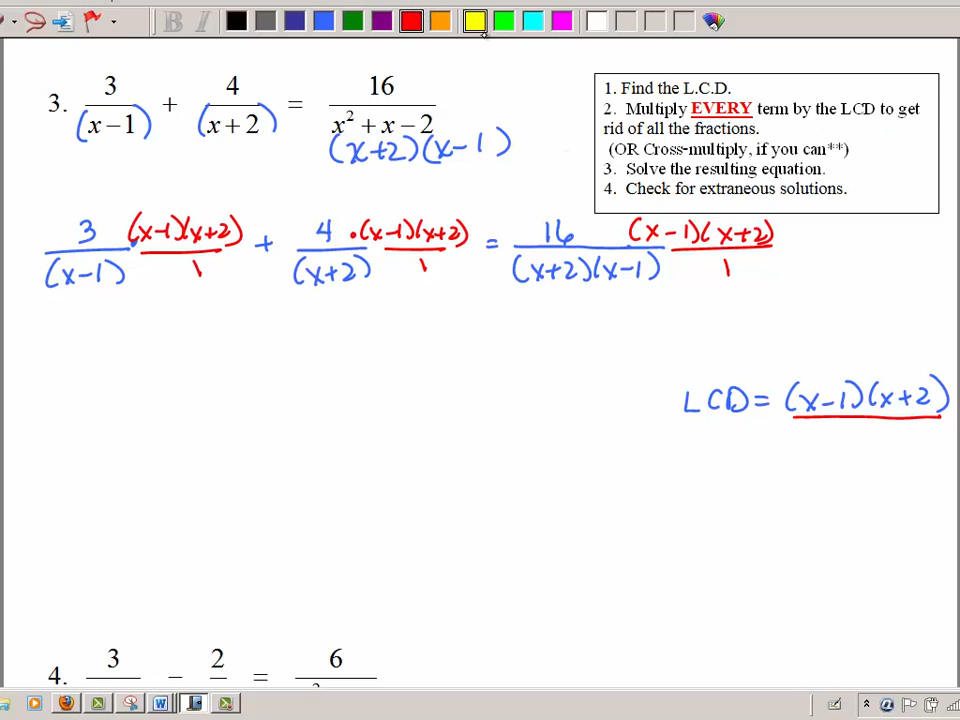 B I
3. 3/(x−1) + 4/(x+2) = 16/(x²+x−2)
(x+2)(x−1)
1. Find the L.C.D.
2. Multiply EVERY term by the LCD to get
rid of all the fractions.
(OR Cross-multiply, if you can**)
3. Solve the resulting equation.
4. Check for extraneous solutions.
3/(x−1) • (x−1)(x+2)/1 + 4/(x+2) • (x−1)(x+2)/1 = 16/((x+2)(x−1)) (x−1)(x+2)/1
LCD = (x−1)(x+2)
4. 3 − 2 = 6